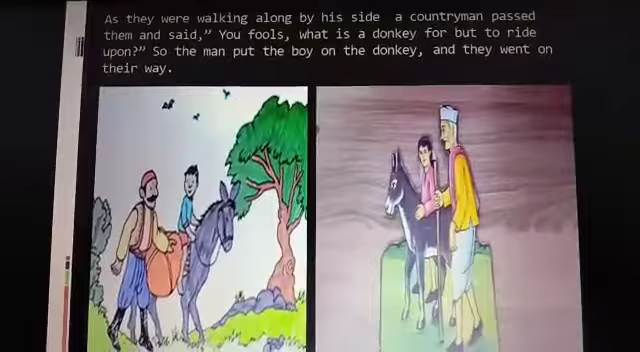 As they were walking along by his side a countryman passed
them and said,” You fools, what is a donkey for but to ride
upon?” So the man put the boy on the donkey, and they went on
their way.